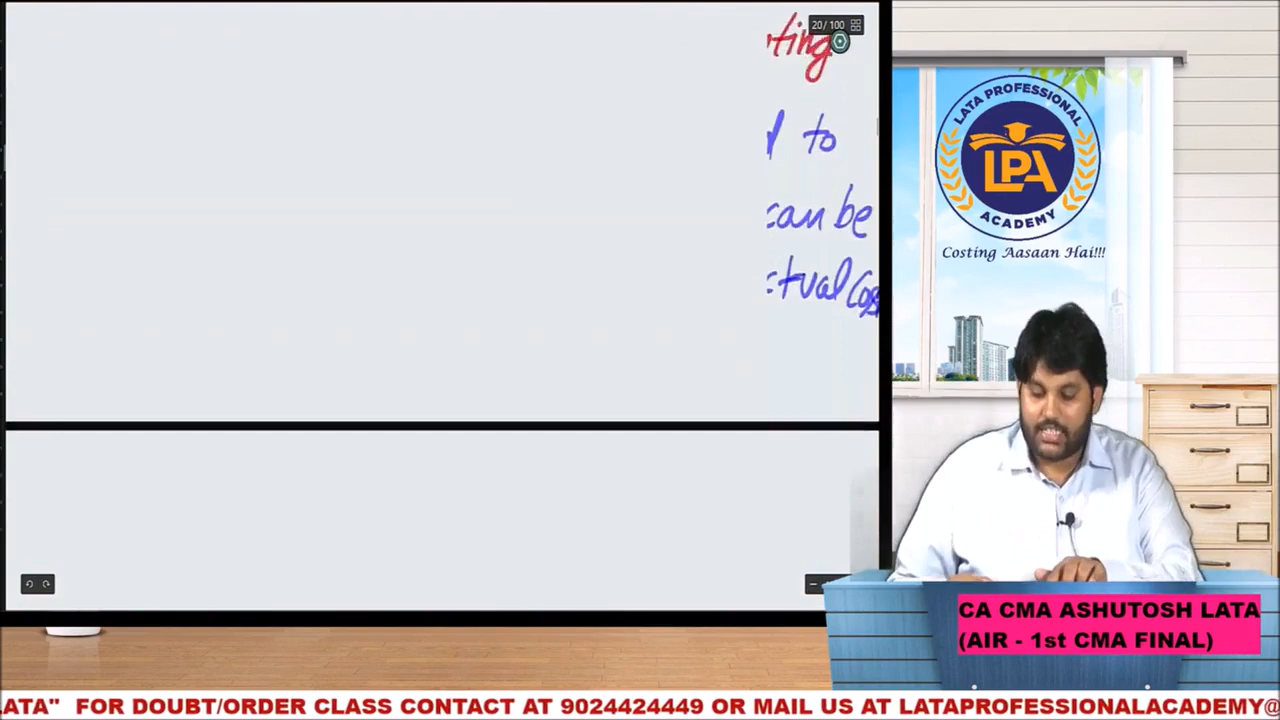 20/100
ting
to
can be
ctual Cos
LATA PROFESSIONAL
LPA
ACADEMY
Costing Aasaan Hai!!!
CA CMA ASHUTOSH LATA
(AIR - 1st CMA FINAL)
ATA" FOR DOUBT/ORDER CLASS CONTACT AT 9024424449 OR MAIL US AT LATAPROFESSIONALACADEMY@